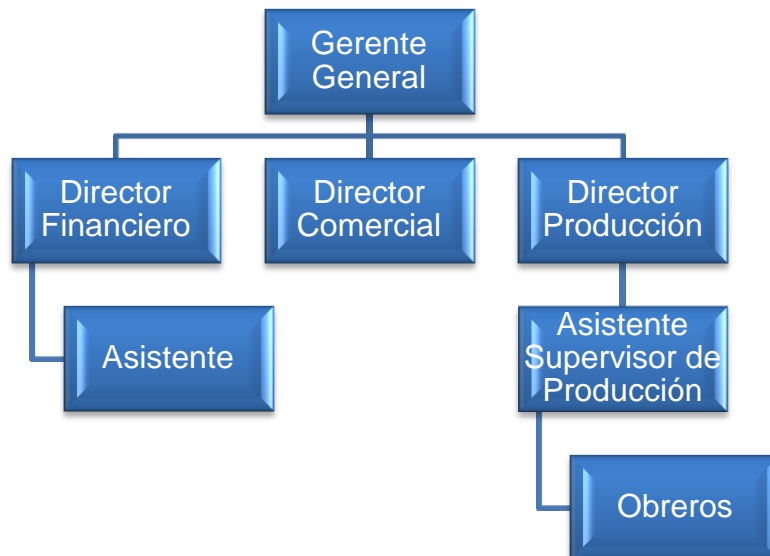 Gerente
General
Director
Financiero
Director
Comercial
Director
Producción
Asistente
Asistente
Supervisor de
Producción
Obreros